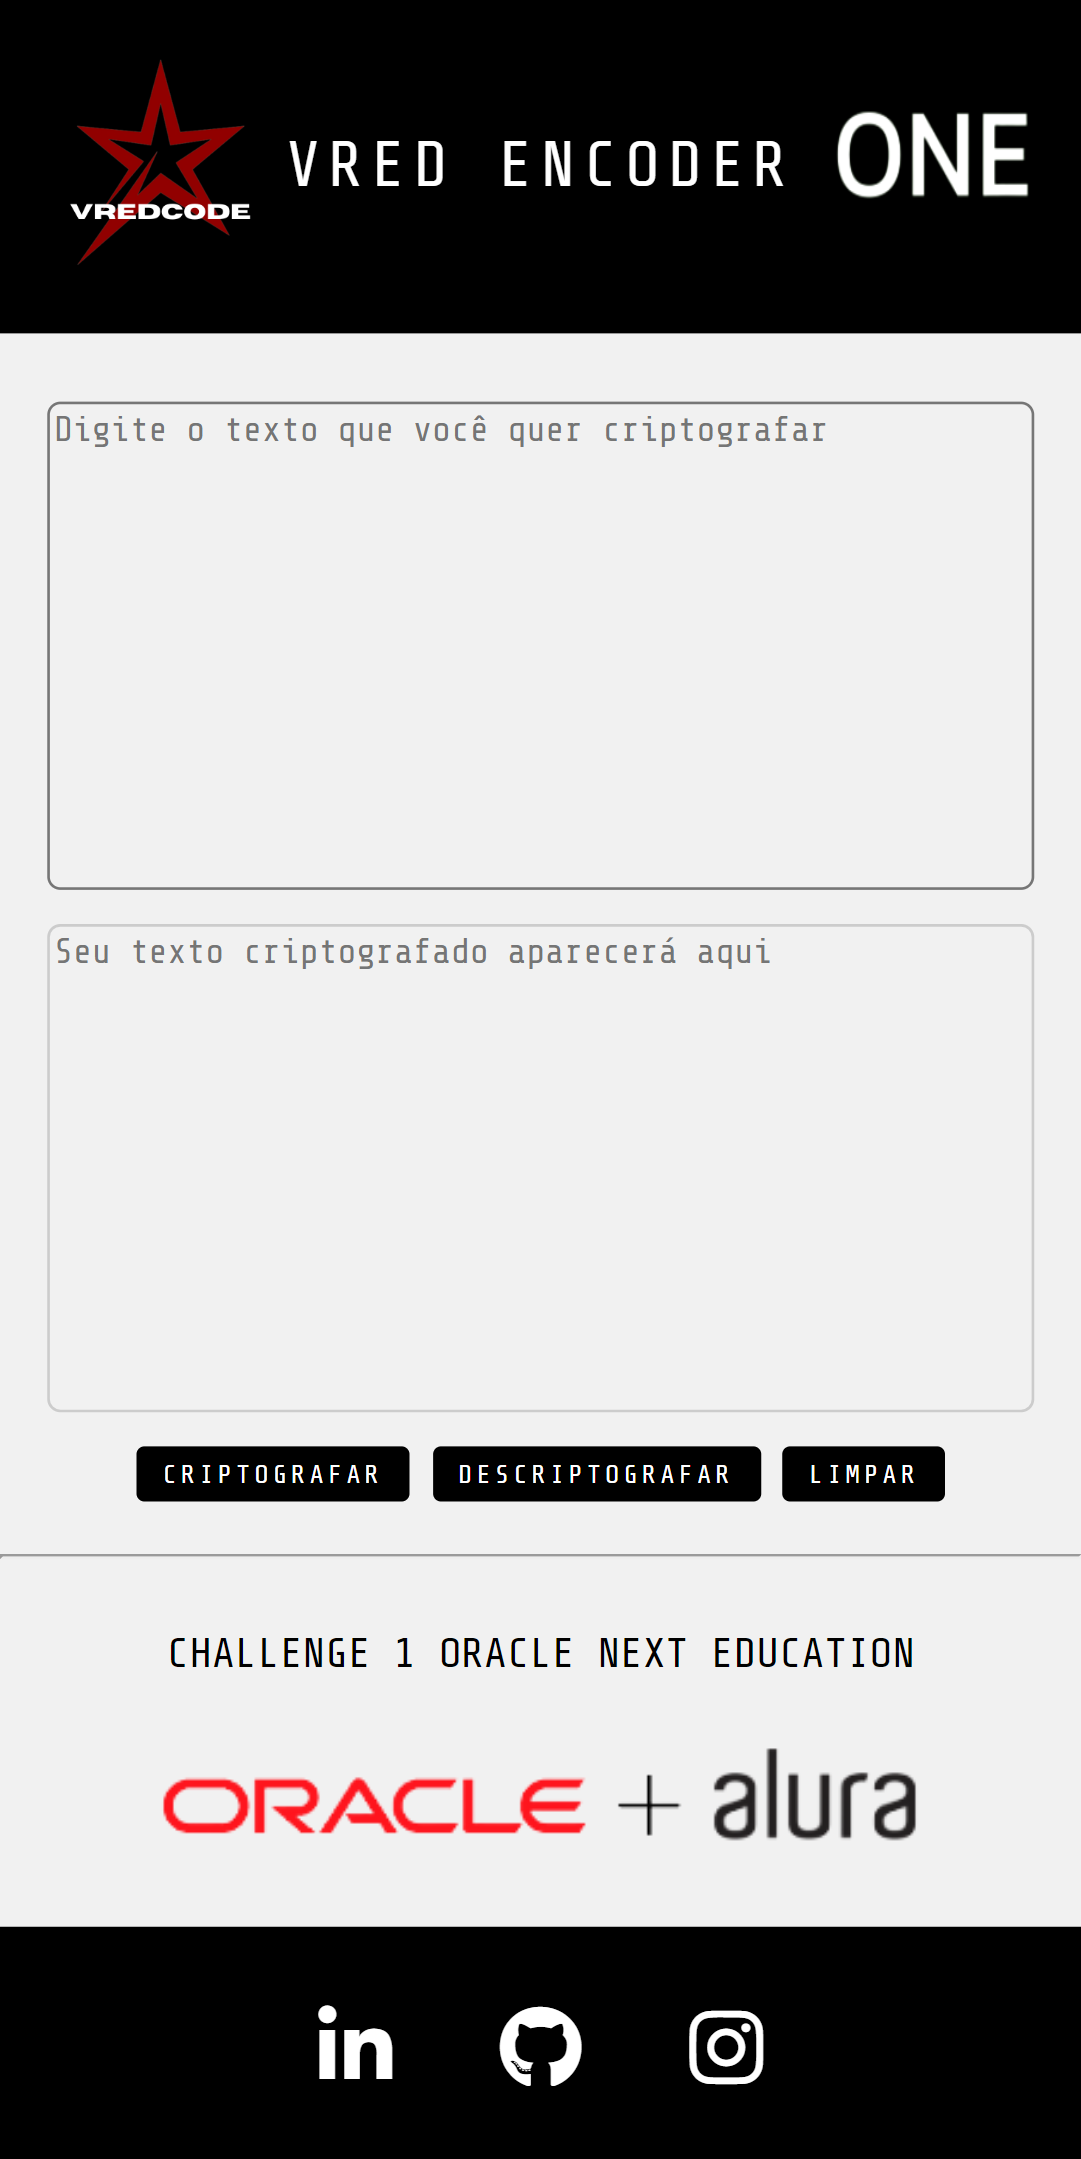 VREDCODE
VRED ENCODER
ONE
Digite o texto que você quer criptografar
Seu texto criptografado aparecerá aqui
CRIPTOGRAFAR DESCRIPTOGRAFAR LIMPAR
CHALLENGE 1 ORACLE NEXT EDUCATION
ORACLE + alura
in